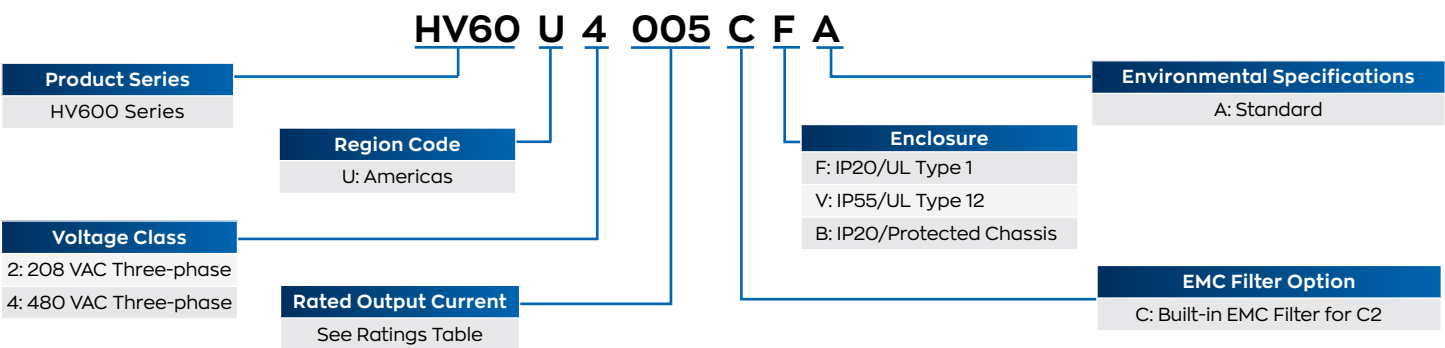 HV60 U 4 005 C F A
Product Series
HV600 Series
Environmental Specifications
A: Standard
Region Code
U: Americas
Enclosure
F: IP20/UL Type 1
V: IP55/UL Type 12
B: IP20/Protected Chassis
Voltage Class
2: 208 VAC Three-phase
4: 480 VAC Three-phase
Rated Output Current
See Ratings Table
EMC Filter Option
C: Built-in EMC Filter for C2